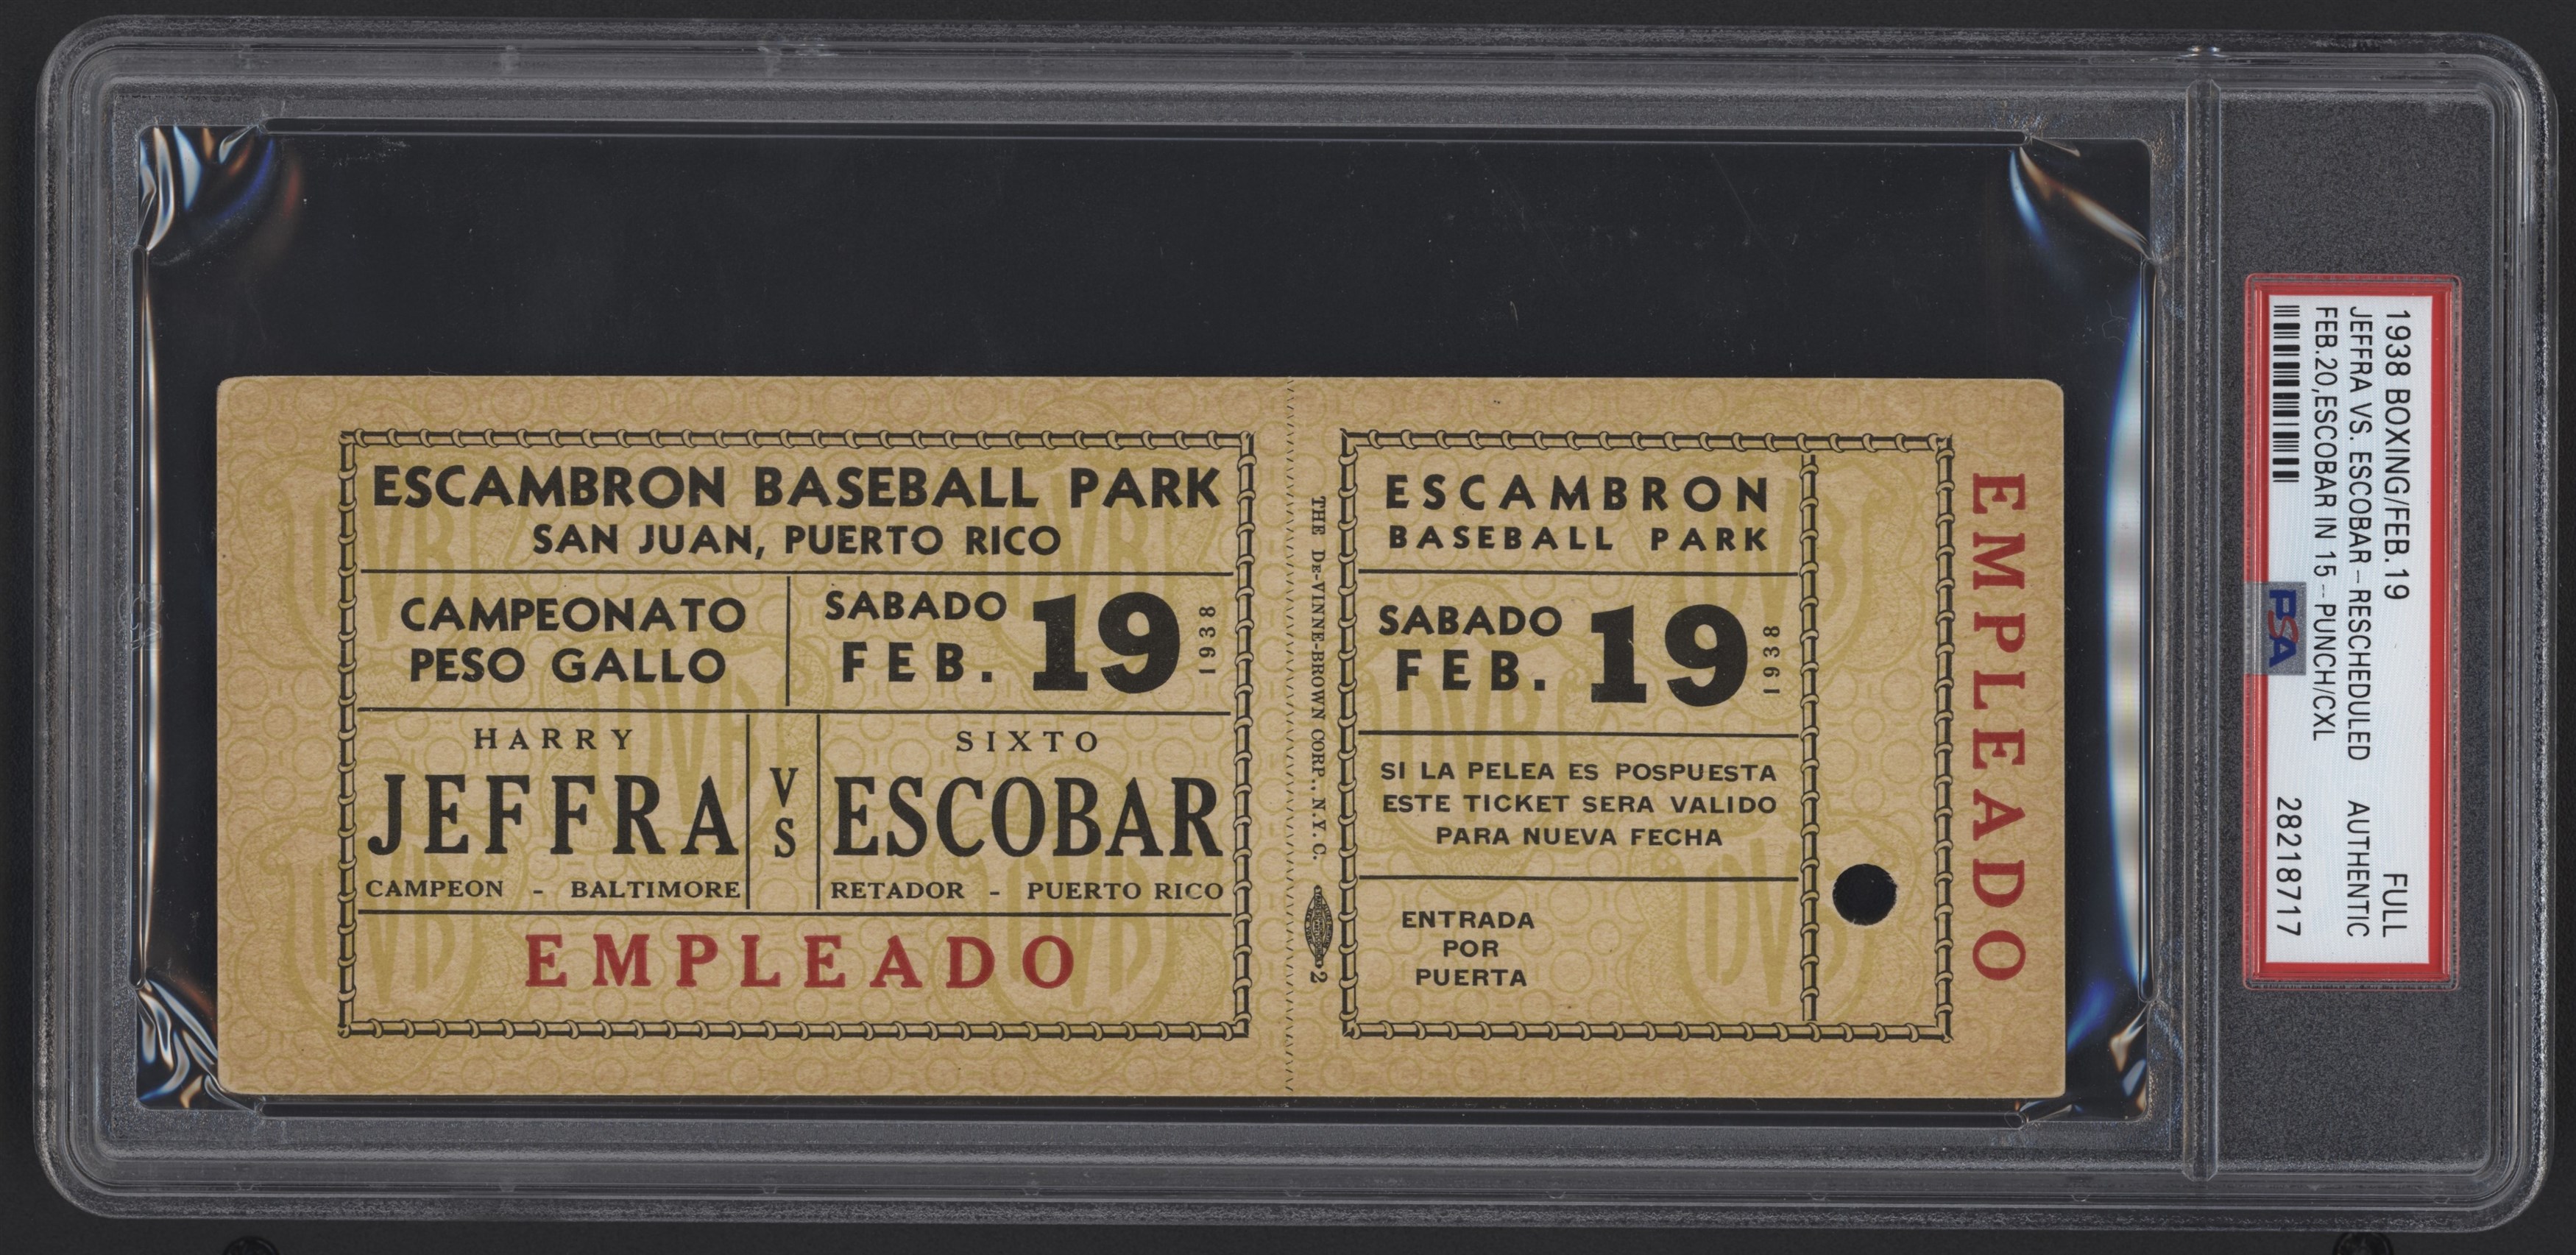 ESCAMBRON BASEBALL PARK
SAN JUAN, PUERTO RICO
CAMPEONATO
PESO GALLO
SABADO
FEB. 19
1938
HARRY
JEFFRA
CAMPEON - BALTIMORE
VS
SIXTO
ESCOBAR
RETADOR - PUERTO RICO
EMPLEADO
THE DE-VINNE-BROWN CORP., N.Y.C.
2
ESCAMBRON
BASEBALL PARK
SABADO
FEB. 19
1938
SI LA PELEA ES POSPUESTA
ESTE TICKET SERA VALIDO
PARA NUEVA FECHA
ENTRADA
POR
PUERTA
EMPLEADO
1938 BOXING/FEB.19 FULL
JEFFRA VS. ESCOBAR--RESCHEDULED AUTHENTIC
FEB.20,ESCOBAR IN 15--PUNCH/CXL
PSA 28218717